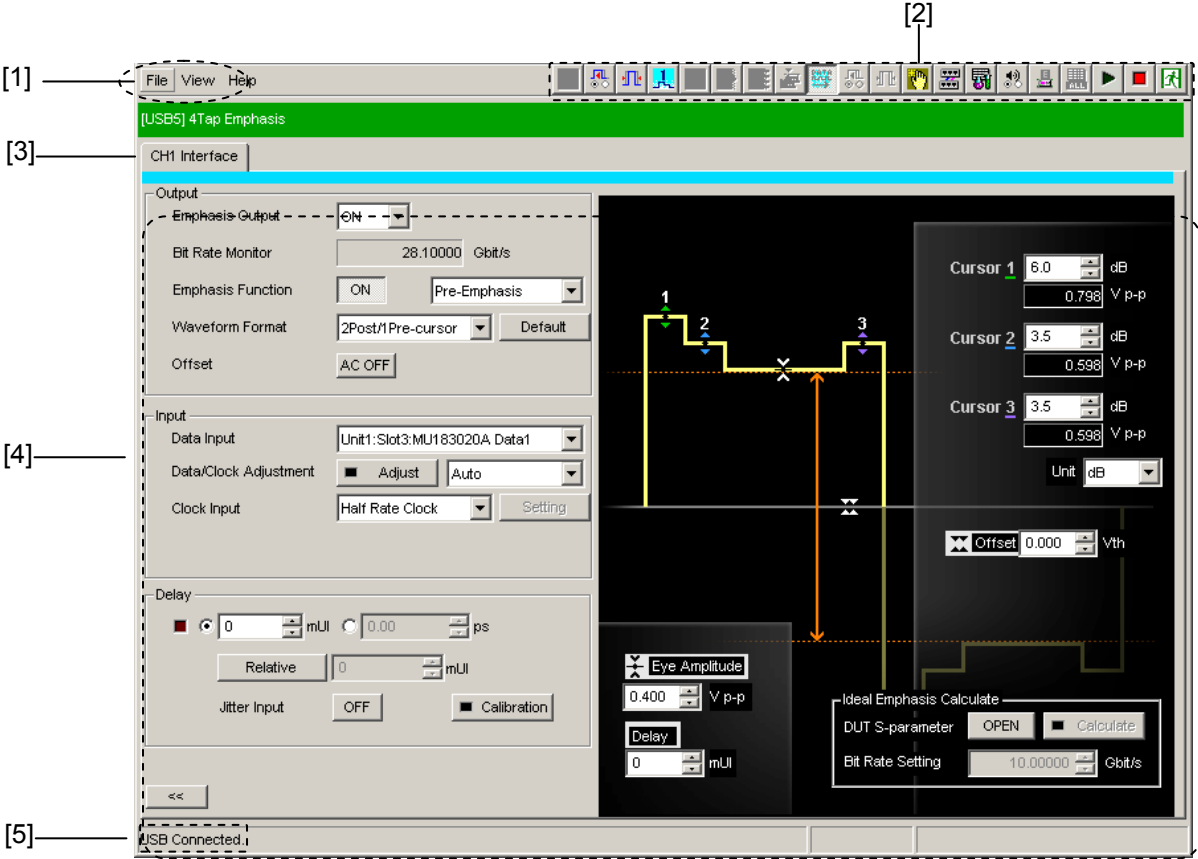 [2]
[1]
File View Help
[USB5] 4Tap Emphasis
[3]
CH1 Interface
Output
Emphasis Output ON
Bit Rate Monitor 28.10000 Gbit/s
Emphasis Function ON Pre-Emphasis
Waveform Format 2Post/1Pre-cursor Default
Offset AC OFF
Input
Data Input Unit1:Slot3:MU183020A Data1
[4]
Data/Clock Adjustment Adjust Auto
Clock Input Half Rate Clock Setting
Delay
0 mUI 0.00 ps
Relative 0 mUI
Jitter Input OFF Calibration
<<
1
2
3
Cursor 1 6.0 dB
0.798 V p-p
Cursor 2 3.5 dB
0.598 V p-p
Cursor 3 3.5 dB
0.598 V p-p
Unit dB
Offset 0.000 Vth
Eye Amplitude
0.400 V p-p
Delay
0 mUI
Ideal Emphasis Calculate
DUT S-parameter OPEN Calculate
Bit Rate Setting 10.00000 Gbit/s
[5]
USB Connected.